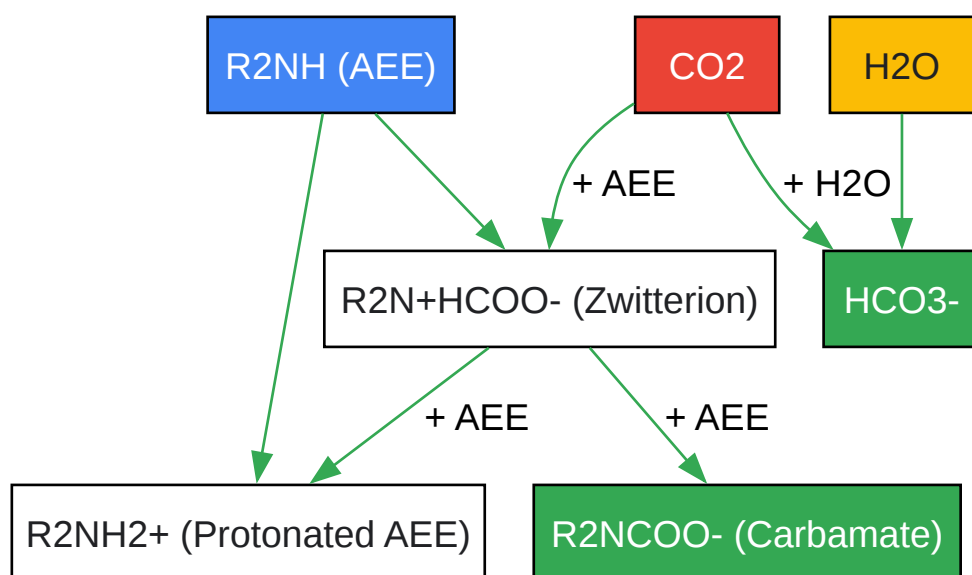 R2NH (AEE)
CO2
H2O
+ AEE
+ H2O
R2N+HCOO- (Zwitterion)
HCO3-
+ AEE
+ AEE
R2NH2+ (Protonated AEE)
R2NCOO- (Carbamate)